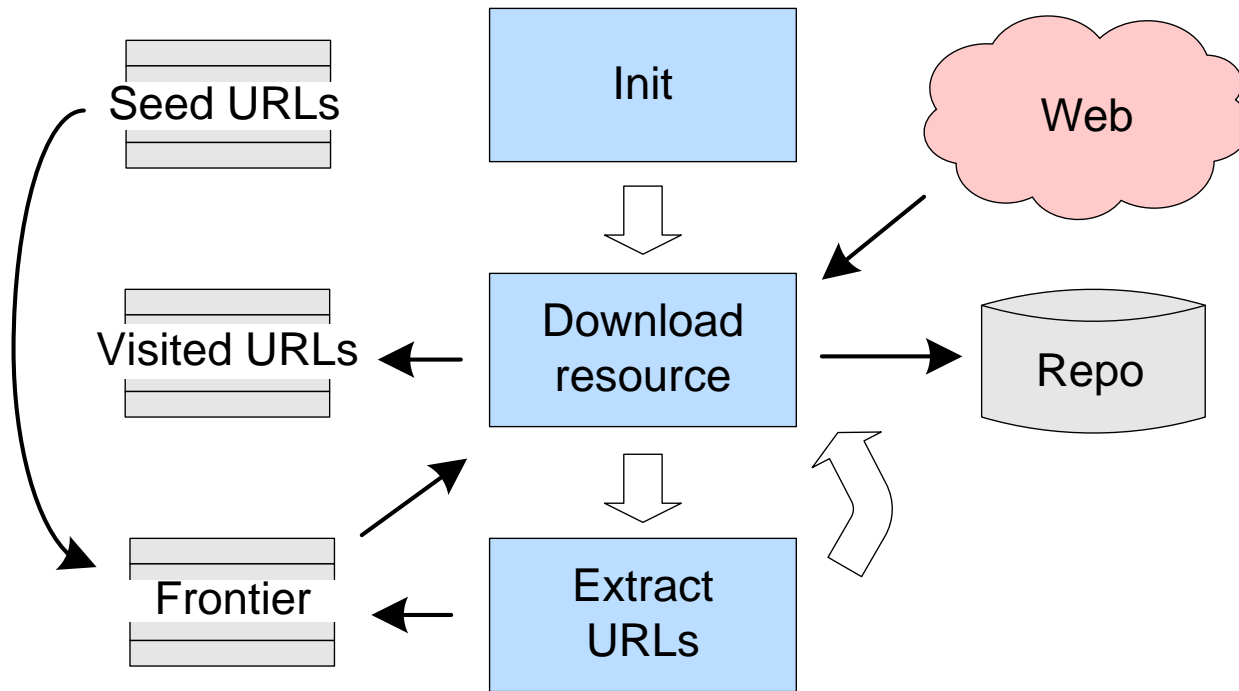 Seed URLs
Init
Web
Visited URLs
Download
resource
Repo
Frontier
Extract
URLs